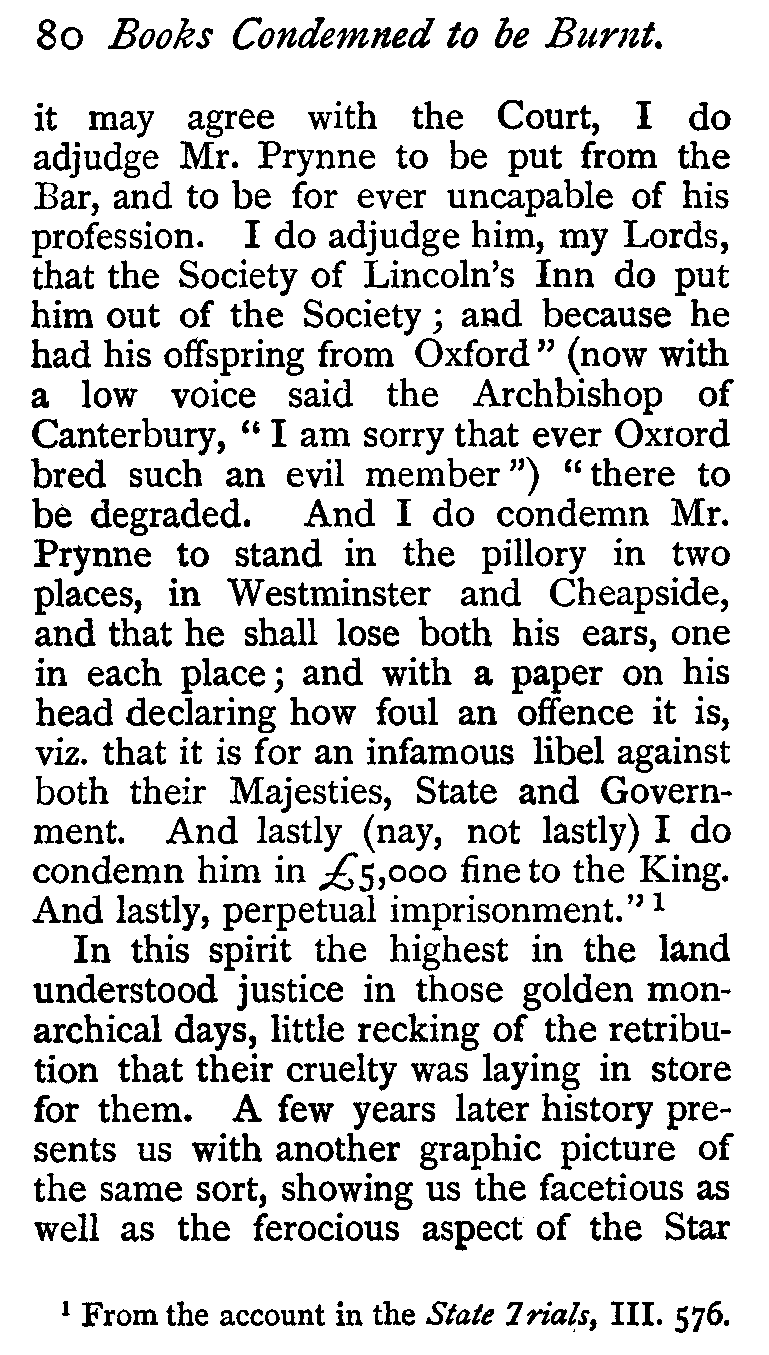 80 Books Condemned to be Burnt.
it may agree with the Court, I do
adjudge Mr. Prynne to be put from the
Bar, and to be for ever uncapable of his
profession. I do adjudge him, my Lords,
that the Society of Lincoln's Inn do put
him out of the Society; and because he
had his offspring from Oxford" (now with
a low voice said the Archbishop of
Canterbury, "I am sorry that ever Oxford
bred such an evil member") "there to
be degraded. And I do condemn Mr.
Prynne to stand in the pillory in two
places, in Westminster and Cheapside,
and that he shall lose both his ears, one
in each place; and with a paper on his
head declaring how foul an offence it is,
viz. that it is for an infamous libel against
both their Majesties, State and Govern-
ment. And lastly (nay, not lastly) I do
condemn him in £5,000 fine to the King.
And lastly, perpetual imprisonment." 1
In this spirit the highest in the land
understood justice in those golden mon-
archical days, little recking of the retribu-
tion that their cruelty was laying in store
for them. A few years later history pre-
sents us with another graphic picture of
the same sort, showing us the facetious as
well as the ferocious aspect of the Star
1 From the account in the State Trials, III. 576.